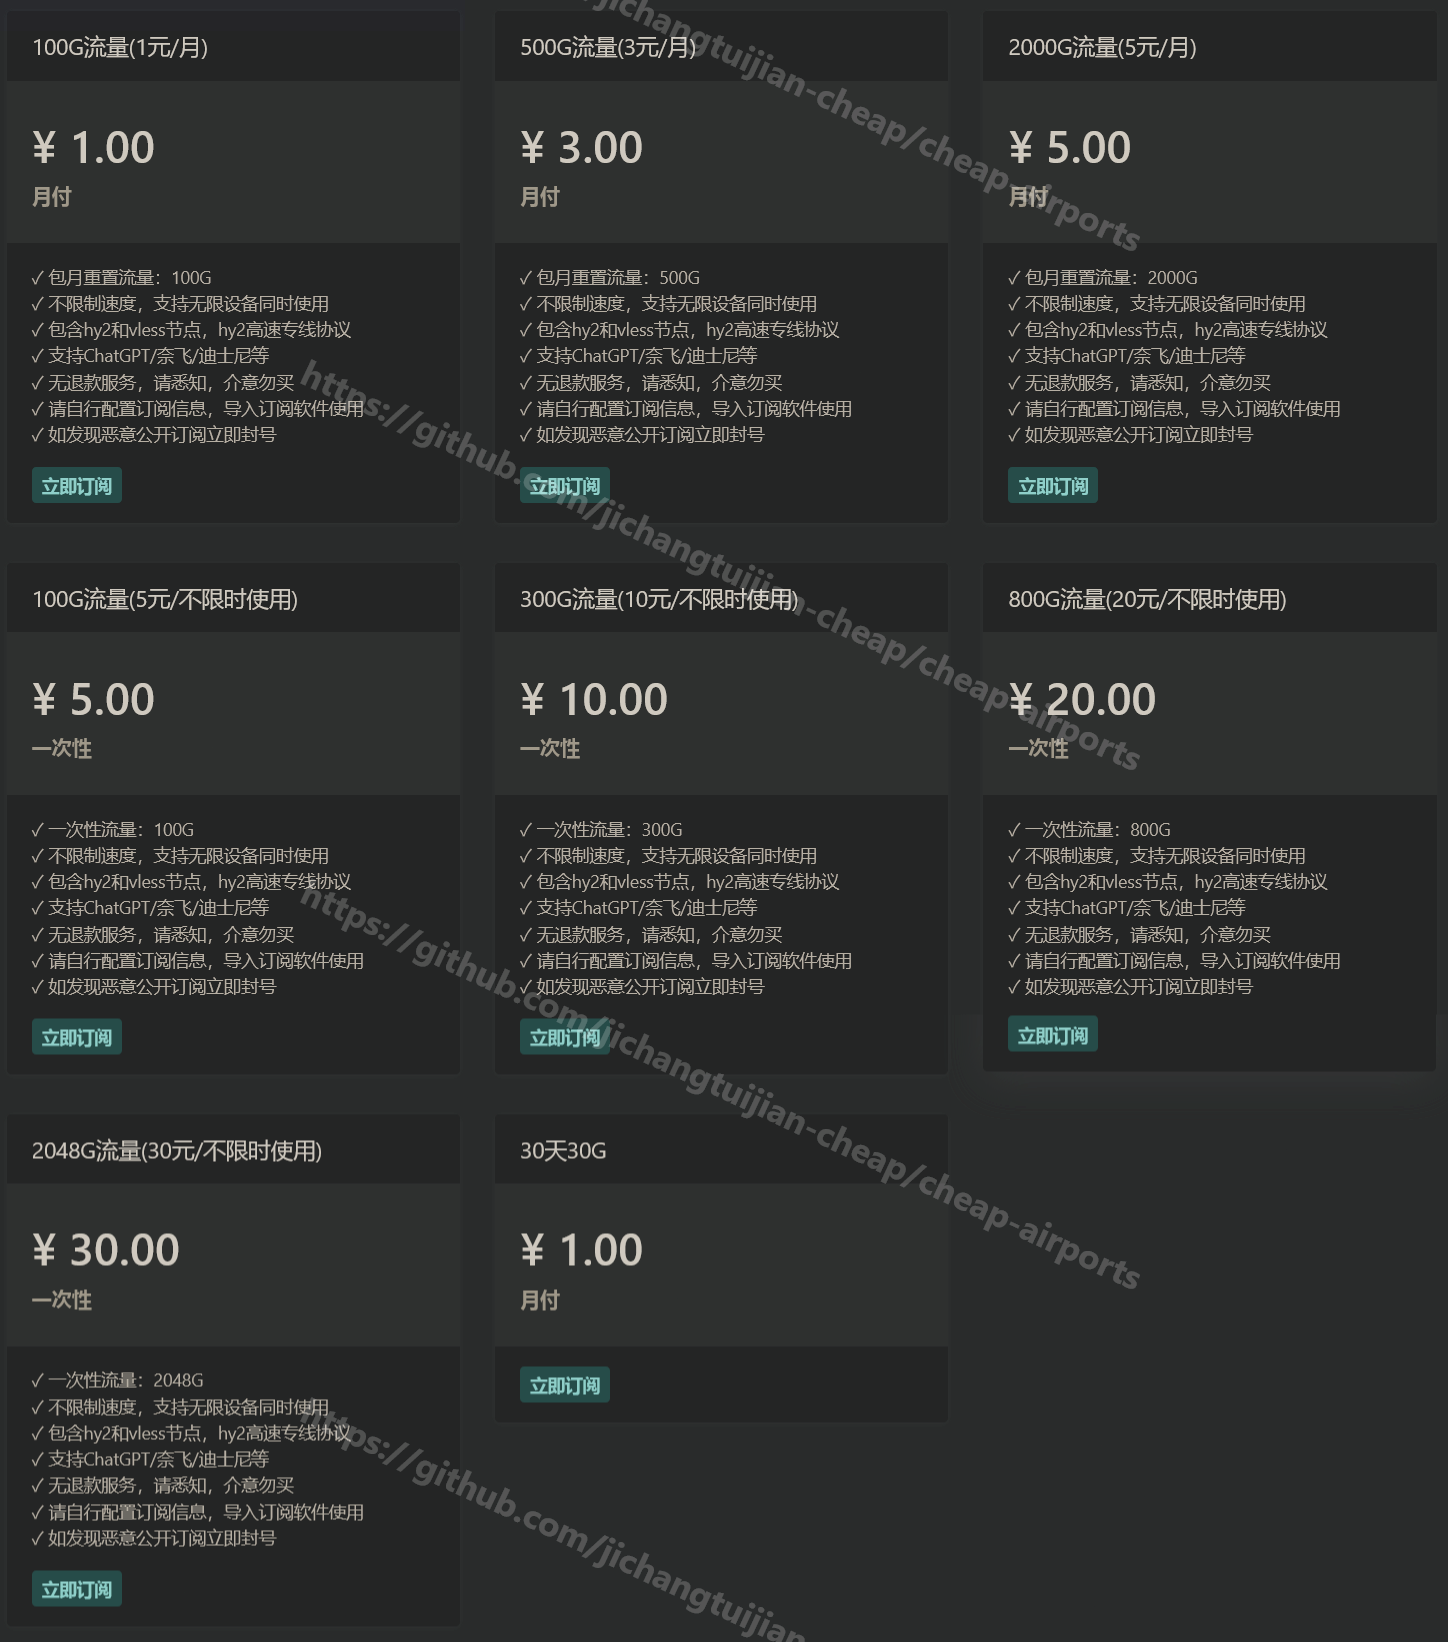 100G流量(1元/月)
¥ 1.00
月付
✓ 包月重置流量：100G
✓ 不限制速度，支持无限设备同时使用
✓ 包含hy2和vless节点，hy2高速专线协议
✓ 支持ChatGPT/奈飞/迪士尼等
✓ 无退款服务，请悉知，介意勿买
✓ 请自行配置订阅信息，导入订阅软件使用
✓ 如发现恶意公开订阅立即封号
立即订阅
500G流量(3元/月)
¥ 3.00
月付
✓ 包月重置流量：500G
✓ 不限制速度，支持无限设备同时使用
✓ 包含hy2和vless节点，hy2高速专线协议
✓ 支持ChatGPT/奈飞/迪士尼等
✓ 无退款服务，请悉知，介意勿买
✓ 请自行配置订阅信息，导入订阅软件使用
✓ 如发现恶意公开订阅立即封号
立即订阅
2000G流量(5元/月)
¥ 5.00
月付
✓ 包月重置流量：2000G
✓ 不限制速度，支持无限设备同时使用
✓ 包含hy2和vless节点，hy2高速专线协议
✓ 支持ChatGPT/奈飞/迪士尼等
✓ 无退款服务，请悉知，介意勿买
✓ 请自行配置订阅信息，导入订阅软件使用
✓ 如发现恶意公开订阅立即封号
立即订阅
100G流量(5元/不限时使用)
¥ 5.00
一次性
✓ 一次性流量：100G
✓ 不限制速度，支持无限设备同时使用
✓ 包含hy2和vless节点，hy2高速专线协议
✓ 支持ChatGPT/奈飞/迪士尼等
✓ 无退款服务，请悉知，介意勿买
✓ 请自行配置订阅信息，导入订阅软件使用
✓ 如发现恶意公开订阅立即封号
立即订阅
300G流量(10元/不限时使用)
¥ 10.00
一次性
✓ 一次性流量：300G
✓ 不限制速度，支持无限设备同时使用
✓ 包含hy2和vless节点，hy2高速专线协议
✓ 支持ChatGPT/奈飞/迪士尼等
✓ 无退款服务，请悉知，介意勿买
✓ 请自行配置订阅信息，导入订阅软件使用
✓ 如发现恶意公开订阅立即封号
立即订阅
800G流量(20元/不限时使用)
¥ 20.00
一次性
✓ 一次性流量：800G
✓ 不限制速度，支持无限设备同时使用
✓ 包含hy2和vless节点，hy2高速专线协议
✓ 支持ChatGPT/奈飞/迪士尼等
✓ 无退款服务，请悉知，介意勿买
✓ 请自行配置订阅信息，导入订阅软件使用
✓ 如发现恶意公开订阅立即封号
立即订阅
2048G流量(30元/不限时使用)
¥ 30.00
一次性
✓ 一次性流量：2048G
✓ 不限制速度，支持无限设备同时使用
✓ 包含hy2和vless节点，hy2高速专线协议
✓ 支持ChatGPT/奈飞/迪士尼等
✓ 无退款服务，请悉知，介意勿买
✓ 请自行配置订阅信息，导入订阅软件使用
✓ 如发现恶意公开订阅立即封号
立即订阅
30天30G
¥ 1.00
月付
立即订阅
/jichangtuijian-cheap/cheap-airports
https://github.com/jichangtuijian-cheap/cheap-airports
https://github.com/jichangtuijian-cheap/cheap-airports
https://github.com/jichangtuijian